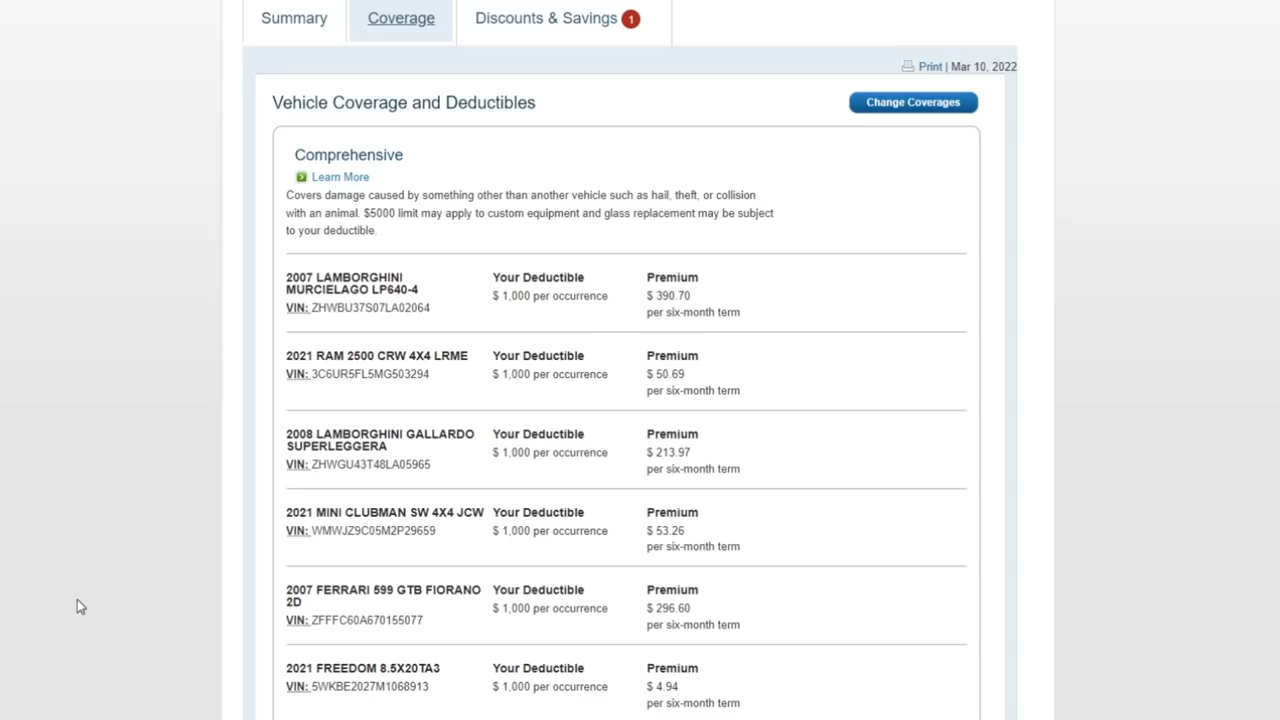 Summary
Coverage
Discounts & Savings 1
Print | Mar 10, 2022
Vehicle Coverage and Deductibles
Change Coverages
Comprehensive
Learn More
Covers damage caused by something other than another vehicle such as hail, theft, or collision
with an animal. $5000 limit may apply to custom equipment and glass replacement may be subject
to your deductible.
2007 LAMBORGHINI
MURCIELAGO LP640-4
VIN: ZHWBU37S07LA02064
Your Deductible
$ 1,000 per occurrence
Premium
$ 390.70
per six-month term
2021 RAM 2500 CRW 4X4 LRME
VIN: 3C6UR5FL5MG503294
Your Deductible
$ 1,000 per occurrence
Premium
$ 50.69
per six-month term
2008 LAMBORGHINI GALLARDO
SUPERLEGGERA
VIN: ZHWGU43T48LA05965
Your Deductible
$ 1,000 per occurrence
Premium
$ 213.97
per six-month term
2021 MINI CLUBMAN SW 4X4 JCW
VIN: WMWJZ9C05M2P29659
Your Deductible
$ 1,000 per occurrence
Premium
$ 53.26
per six-month term
2007 FERRARI 599 GTB FIORANO
2D
VIN: ZFFFC60A670155077
Your Deductible
$ 1,000 per occurrence
Premium
$ 296.60
per six-month term
2021 FREEDOM 8.5X20TA3
VIN: 5WKBE2027M1068913
Your Deductible
$ 1,000 per occurrence
Premium
$ 4.94
per six-month term